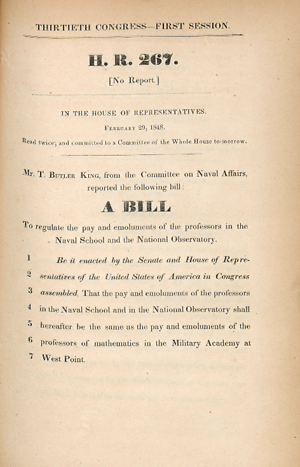 THIRTIETH CONGRESS—FIRST SESSION.
H. R. 267.
[No Report.]
IN THE HOUSE OF REPRESENTATIVES.
FEBRUARY 29, 1848.
Read twice, and committed to a Committee of the Whole House to-morrow.
Mr. T. BUTLER KING, from the Committee on Naval Affairs,
reported the following bill:
A BILL
To regulate the pay and emoluments of the professors in the
Naval School and the National Observatory.
1 Be it enacted by the Senate and House of Repre-
2 sentatives of the United States of America in Congress
3 assembled, That the pay and emoluments of the professors
4 in the Naval School and in the National Observatory shall
5 hereafter be the same as the pay and emoluments of the
6 professors of mathematics in the Military Academy at
7 West Point.